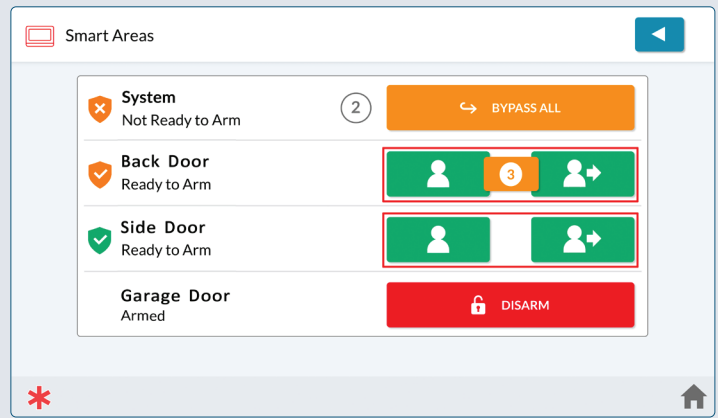 Smart Areas
System
Not Ready to Arm
2
BYPASS ALL
Back Door
Ready to Arm
3
Side Door
Ready to Arm
Garage Door
Armed
DISARM